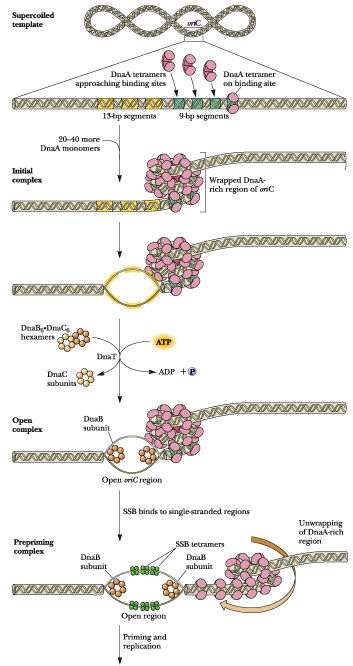 Supercoiled
template
oriC
DnaA tetramers
approaching binding sites
DnaA tetramer
on binding site
13-bp segments
9-bp segments
20–40 more
DnaA monomers
Initial
complex
Wrapped DnaA-
rich region of oriC
DnaB6•DnaC6
hexamers
ATP
DnaT
DnaC
subunits
ADP + P
Open
complex
DnaB
subunit
Open oriC region
SSB binds to single-stranded regions
Unwrapping
of DnaA-rich
region
Prepriming
complex
SSB tetramers
DnaB
subunit
DnaB
subunit
Open region
Priming and
replication